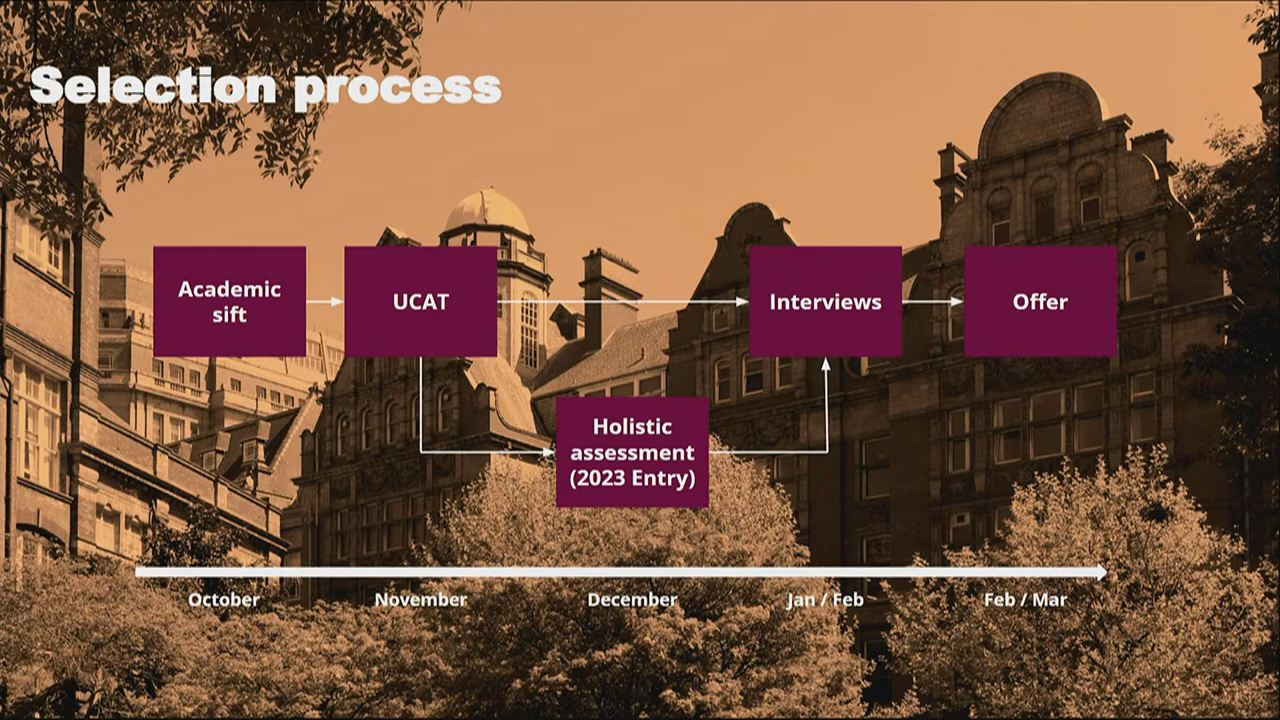 Selection process
Academic
sift
UCAT
Interviews
Offer
Holistic
assessment
(2023 Entry)
October
November
December
Jan / Feb
Feb / Mar